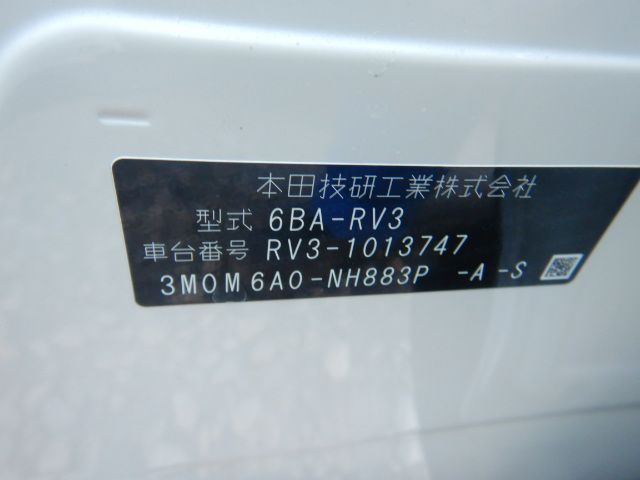 本田技研工業株式会社
型式 6BA-RV3
車台番号 RV3-1013747
3M0M6A0-NH883P -A-S